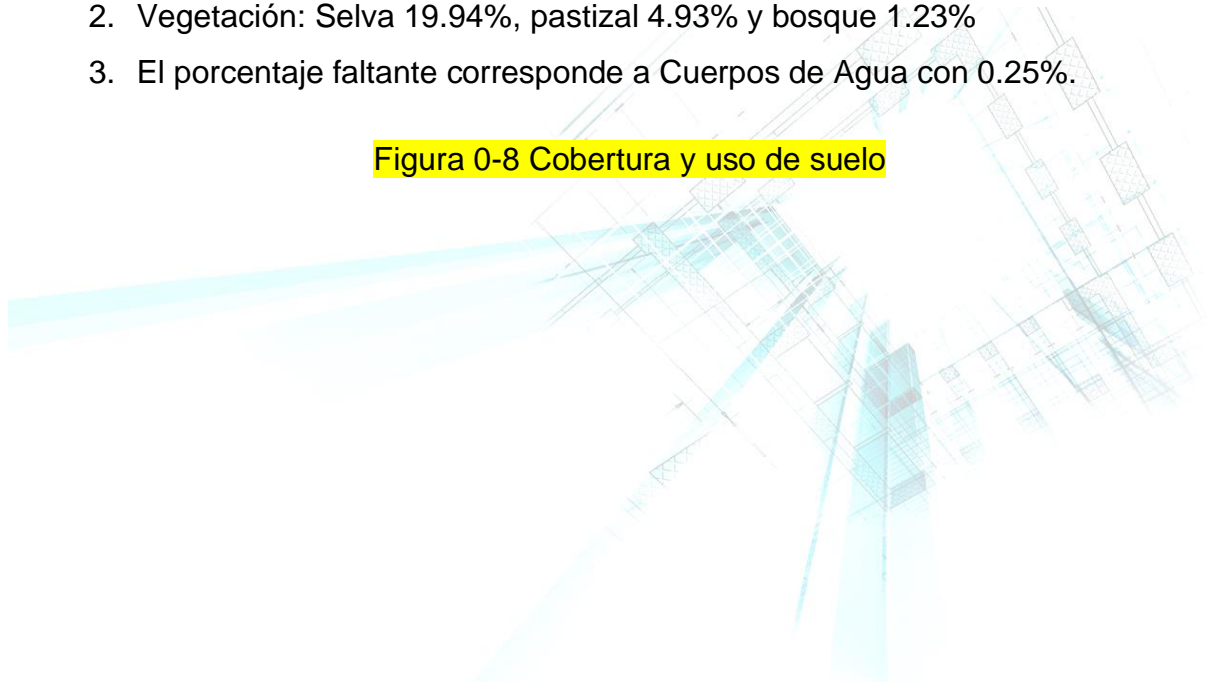 2. Vegetación: Selva 19.94%, pastizal 4.93% y bosque 1.23%
3. El porcentaje faltante corresponde a Cuerpos de Agua con 0.25%.
Figura 0-8 Cobertura y uso de suelo